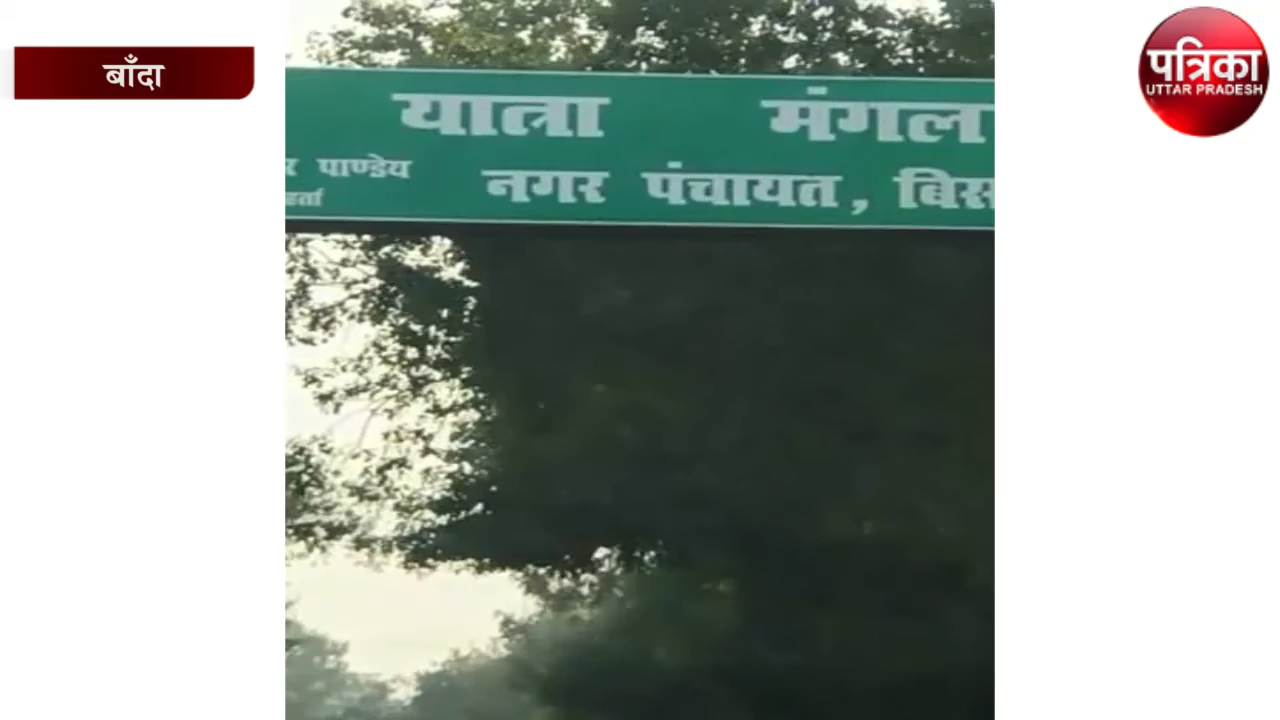 बाँदा
पत्रिका
UTTAR PRADESH
यात्रा मंगल
पाण्डेय
नगर पंचायत,